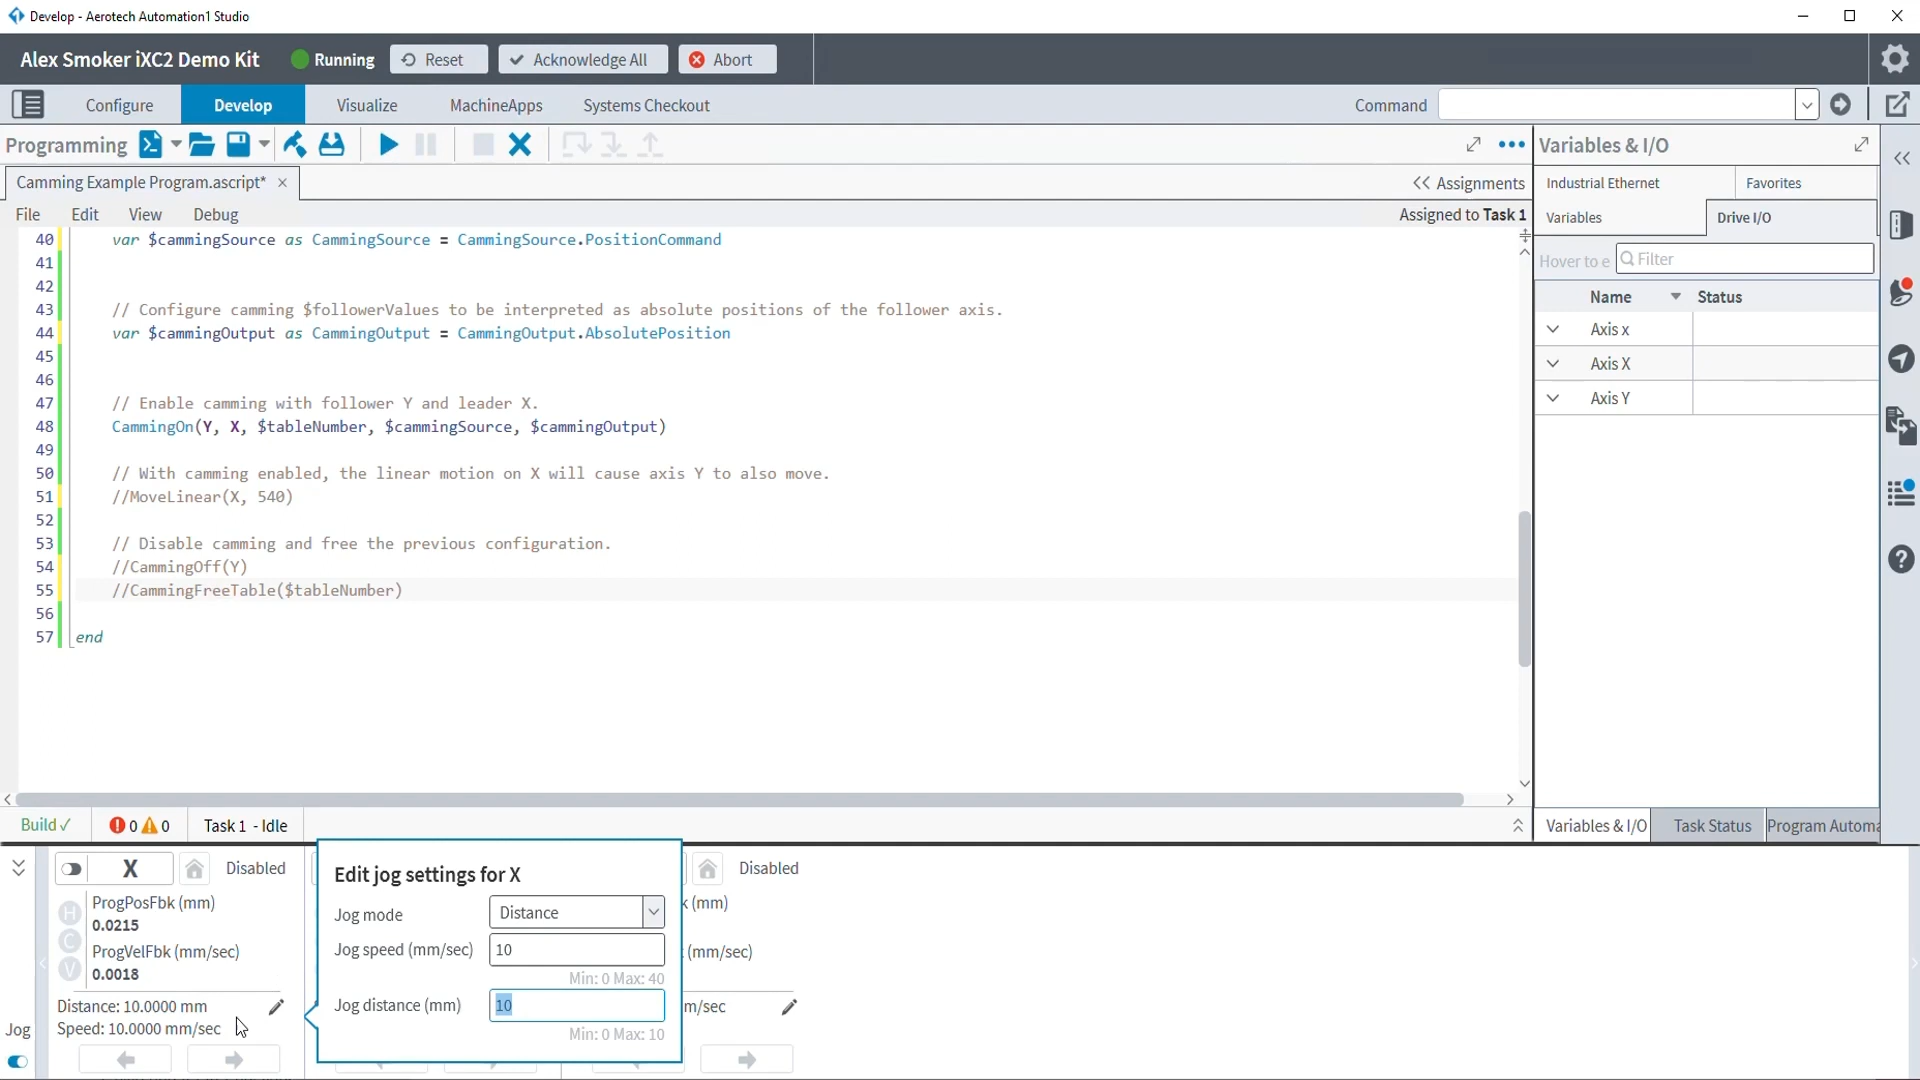 Develop - Aerotech Automation1 Studio
Alex Smoker iXC2 Demo Kit
Running
Reset
Acknowledge All
Abort
Configure
Develop
Visualize
MachineApps
Systems Checkout
Command
Programming
Variables & I/O
Camming Example Program.ascript*
Assignments
Industrial Ethernet
Favorites
File
Edit
View
Debug
Assigned to Task 1
Variables
Drive I/O
Hover to e
Filter
Name
Status
Axis x
Axis X
Axis Y
40 var $cammingSource as CammingSource = CammingSource.PositionCommand
41
42
43 // Configure camming $followerValues to be interpreted as absolute positions of the follower axis.
44 var $cammingOutput as CammingOutput = CammingOutput.AbsolutePosition
45
46
47 // Enable camming with follower Y and leader X.
48 CammingOn(Y, X, $tableNumber, $cammingSource, $cammingOutput)
49
50 // With camming enabled, the linear motion on X will cause axis Y to also move.
51 //MoveLinear(X, 540)
52
53 // Disable camming and free the previous configuration.
54 //CammingOff(Y)
55 //CammingFreeTable($tableNumber)
56
57 end
Build✓
0
0
Task 1 - Idle
Variables & I/O
Task Status
Program Automa
X
Disabled
ProgPosFbk (mm)
0.0215
ProgVelFbk (mm/sec)
0.0018
H
C
V
Distance: 10.0000 mm
Speed: 10.0000 mm/sec
Jog
Edit jog settings for X
Jog mode
Distance
Jog speed (mm/sec)
10
Min: 0 Max: 40
Jog distance (mm)
10
Min: 0 Max: 10
Disabled
k (mm)
(mm/sec)
m/sec